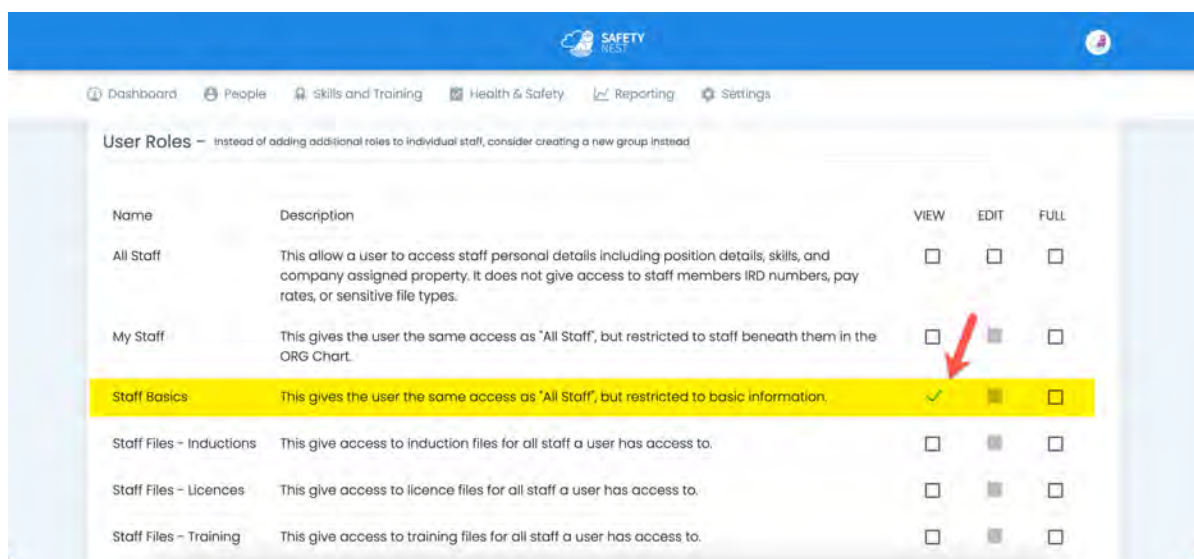 SAFETY
NEST
Dashboard People Skills and Training Health & Safety Reporting Settings
User Roles – Instead of adding additional roles to individual staff, consider creating a new group instead
Name Description VIEW EDIT FULL
All Staff This allow a user to access staff personal details including position details, skills, and
company assigned property. It does not give access to staff members IRD numbers, pay
rates, or sensitive file types.
My Staff This gives the user the same access as "All Staff", but restricted to staff beneath them in the
ORG Chart.
Staff Basics This gives the user the same access as "All Staff", but restricted to basic information.
Staff Files - Inductions This give access to induction files for all staff a user has access to.
Staff Files - Licences This give access to licence files for all staff a user has access to.
Staff Files - Training This give access to training files for all staff a user has access to.